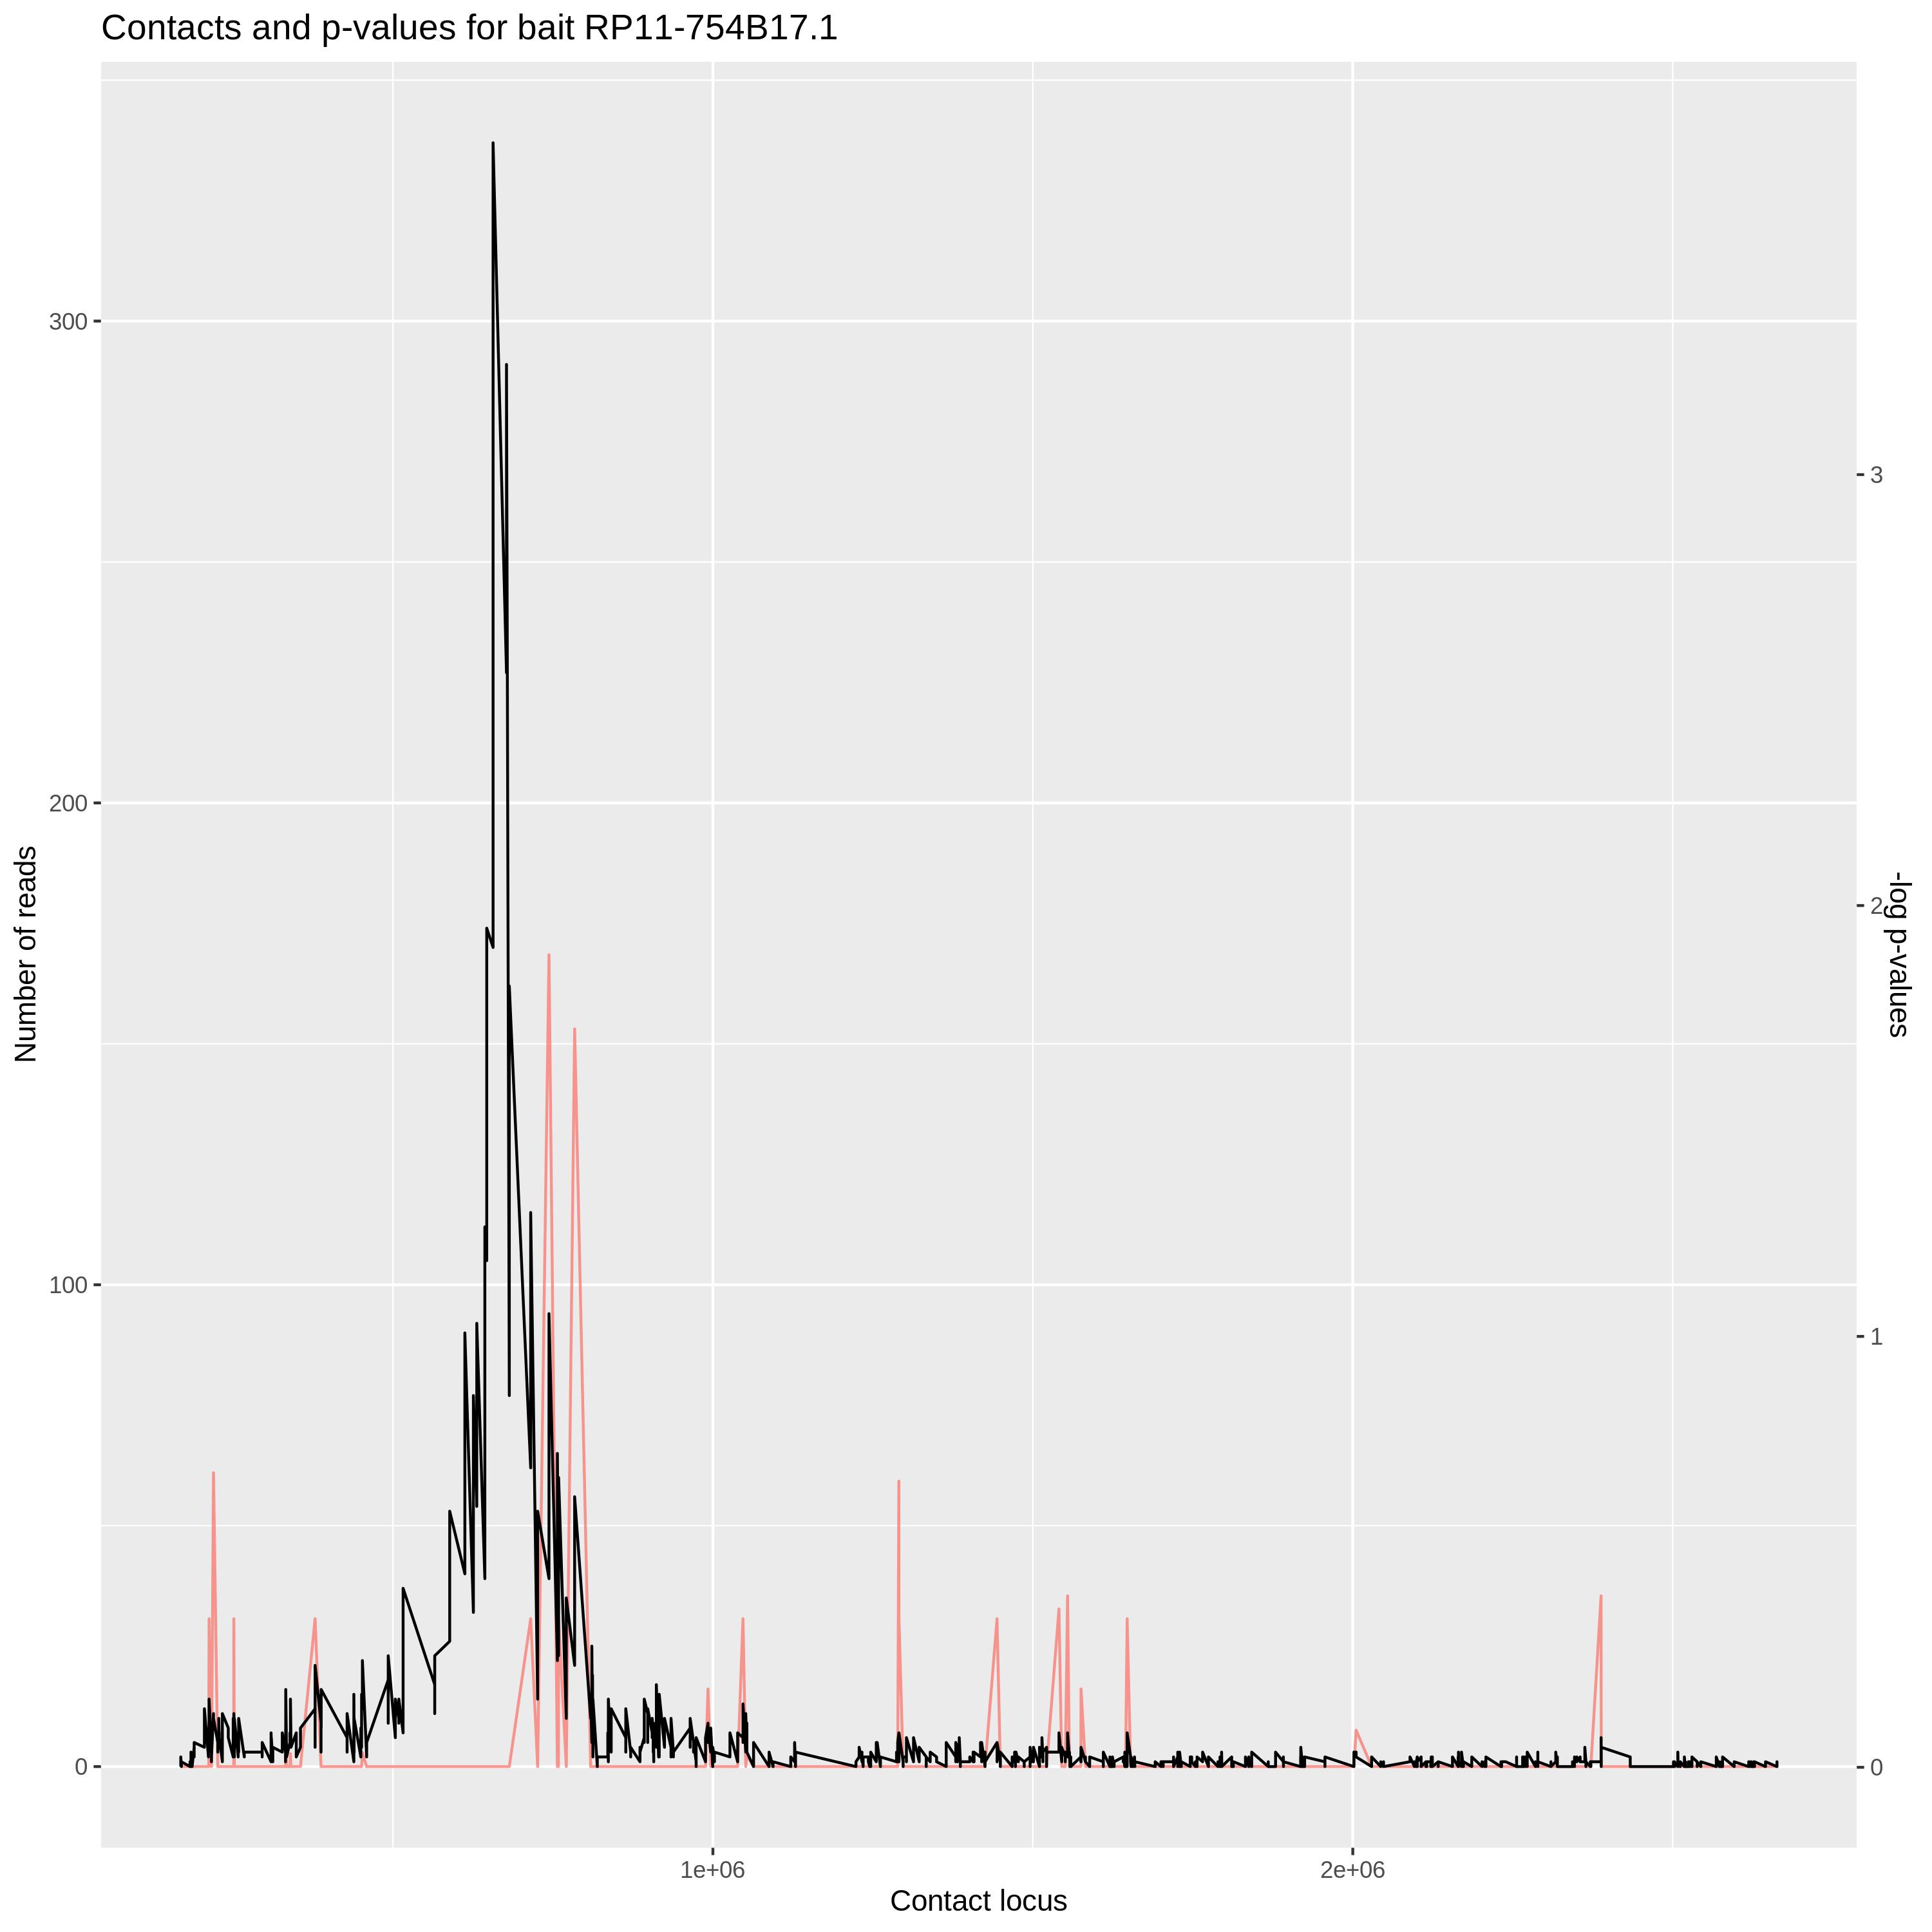 Contacts and p-values for bait RP11-754B17.1
300
200
100
0
Number of reads
3
2
1
0
-log p-values
1e+06
2e+06
Contact locus